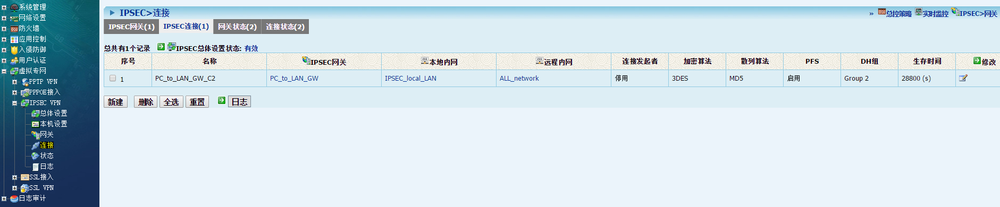 系统管理
网络设置
防火墙
应用控制
入侵防御
用户认证
虚拟专网
PPTP VPN
PPPOE接入
IPSEC VPN
总体设置
本机设置
网关
连接
状态
日志
SSL接入
SSL VPN
日志审计
IPSEC>连接
» 总控策略 实时监控 IPSEC>网关
IPSEC网关(1) IPSEC连接(1) 网关状态(2) 连接状态(2)
总共有1个记录 IPSEC总体设置状态: 有效
序号 名称 IPSEC网关 本地内网 远程内网 连接发起者 加密算法 散列算法 PFS DH组 生存时间 修改
1 PC_to_LAN_GW_C2 PC_to_LAN_GW IPSEC_local_LAN ALL_network 停用 3DES MD5 启用 Group 2 28800 (s)
新建 删除 全选 重置 日志